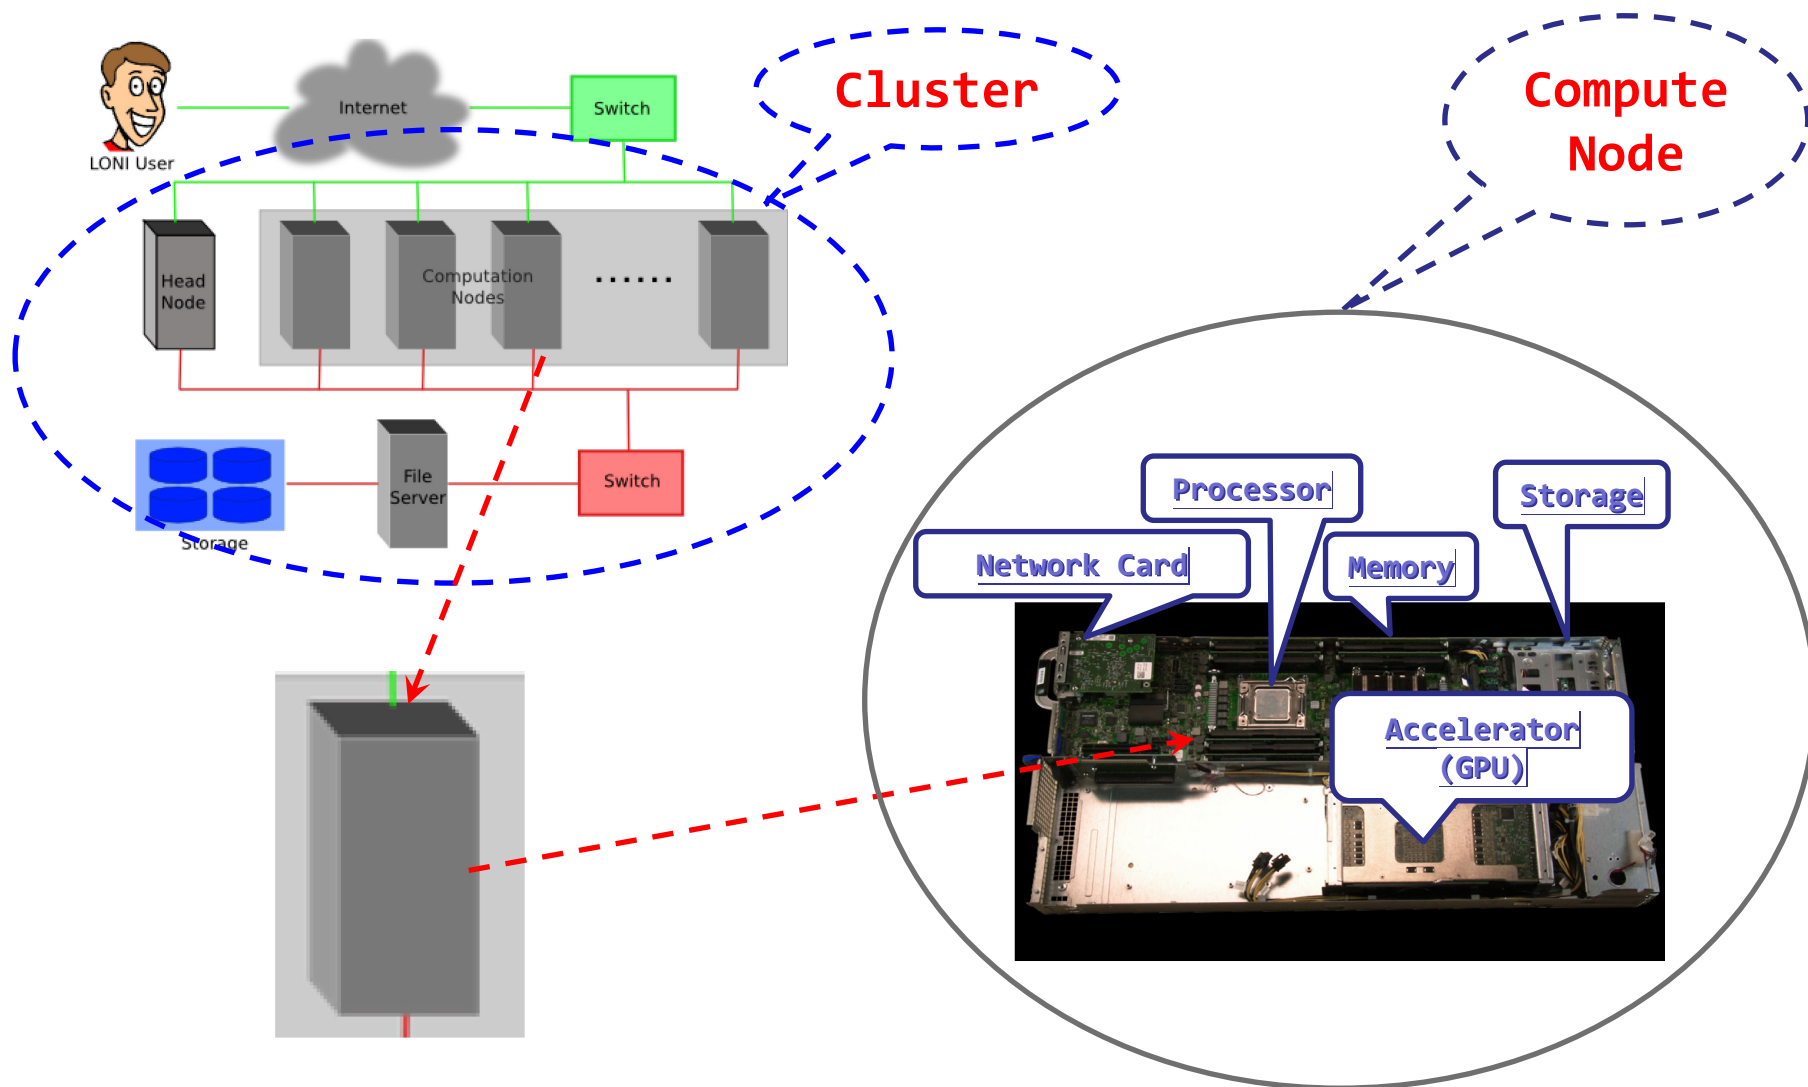 Cluster
Compute
Node
Internet
Switch
LONI User
Head
Node
Computation
Nodes
......
File
Server
Switch
Storage
Processor
Storage
Network Card
Memory
Accelerator
(GPU)